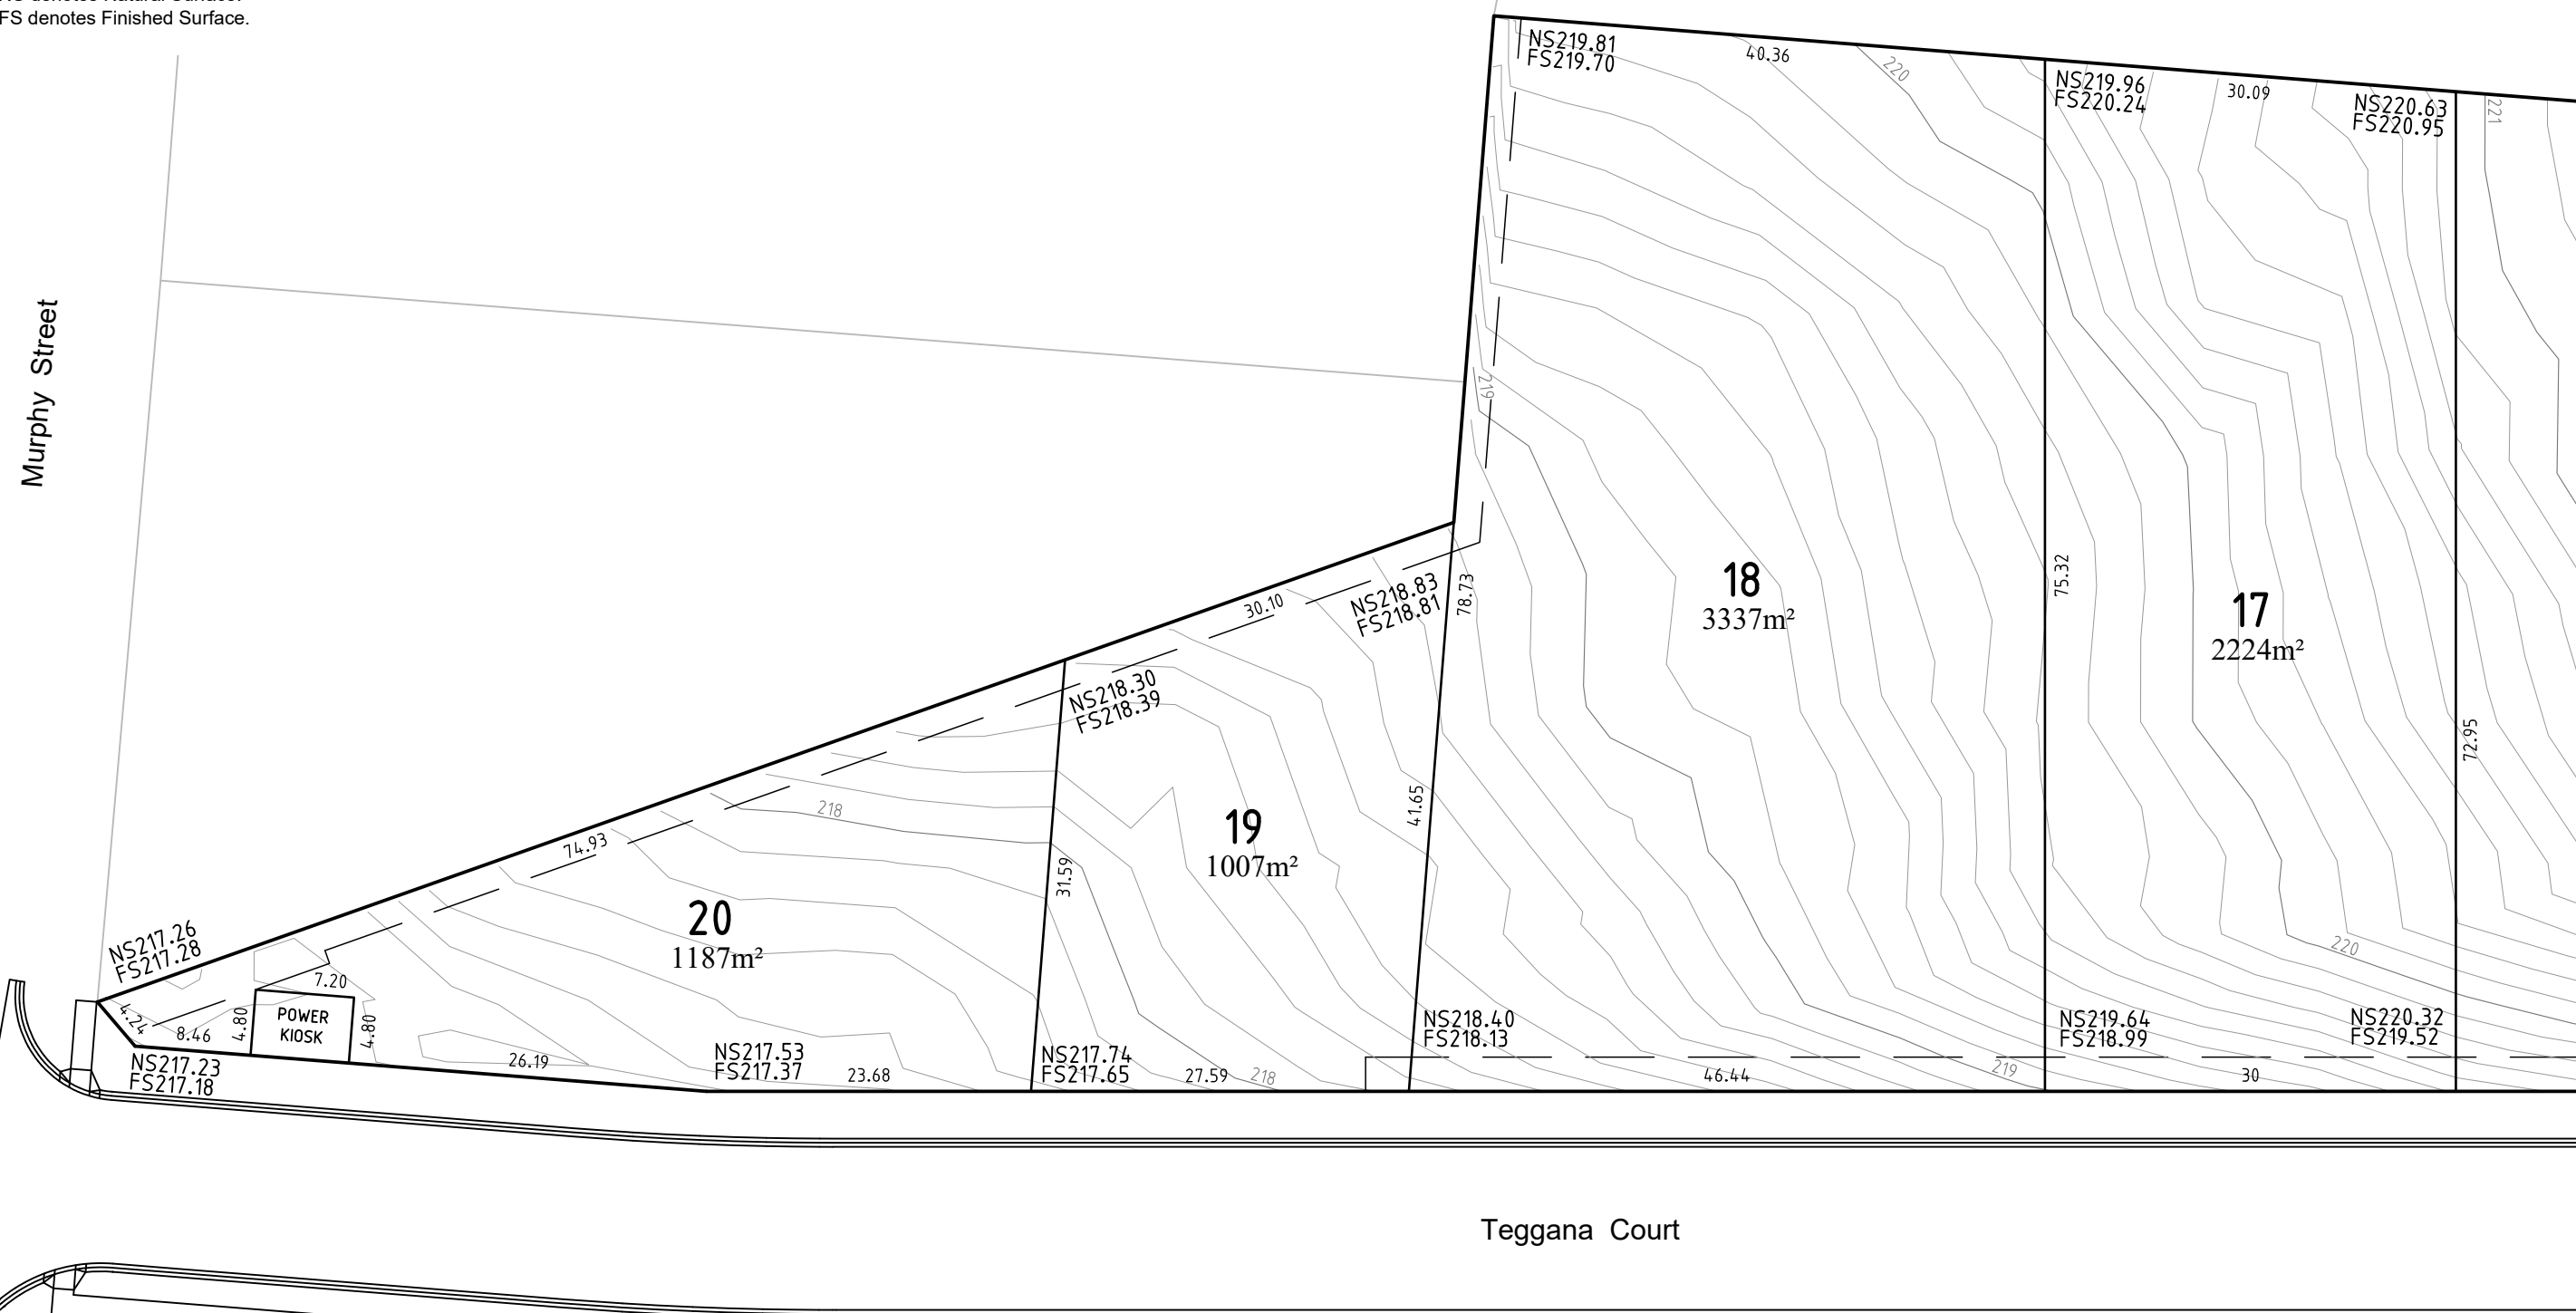 FS denotes Finished Surface.
NS219.81
FS219.70
40.36
220
NS219.96
FS220.24
30.09
NS220.63
FS220.95
221
Murphy Street
219
18
3337m²
75.32
17
2224m²
72.95
30.10
NS218.83
FS218.81
78.73
NS218.30
FS218.39
41.65
218
19
1007m²
74.93
31.59
20
1187m²
NS217.26
FS217.28
7.20
4.24
8.46
4.80
POWER
KIOSK
4.80
220
NS217.23
FS217.18
26.19
NS217.53
FS217.37
23.68
NS217.74
FS217.65
27.59
218
NS218.40
FS218.13
46.44
219
NS219.64
FS218.99
30
NS220.32
FS219.52
Teggana Court